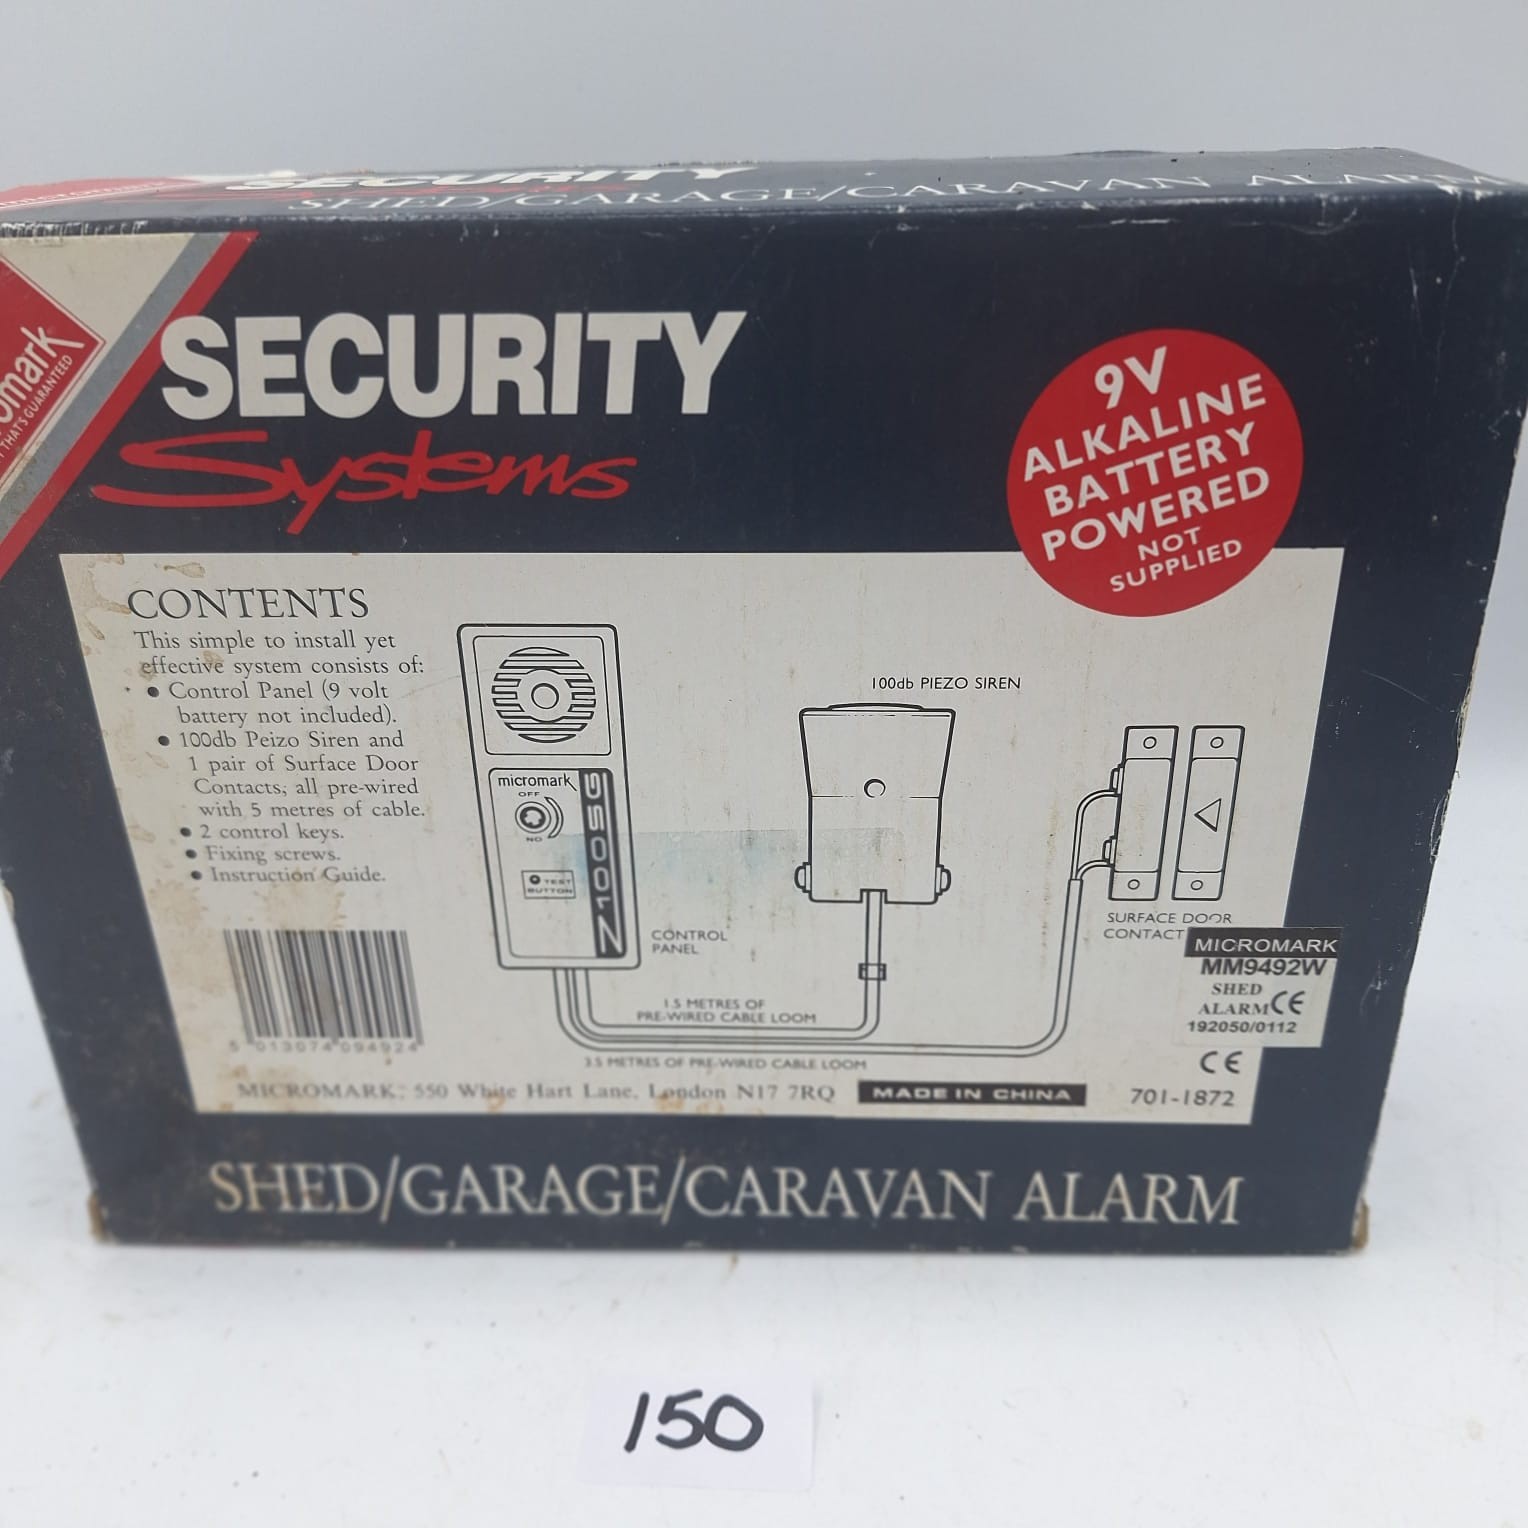 SECURITY
SHED/GARAGE/CARAVAN ALARM
THAT'S GUARANTEED
SECURITY
Systems
9V
ALKALINE
BATTERY
POWERED
NOT
SUPPLIED
CONTENTS
This simple to install yet
effective system consists of:
• Control Panel (9 volt
battery not included).
• 100db Peizo Siren and
1 pair of Surface Door
Contacts, all pre-wired
with 5 metres of cable.
• 2 control keys.
• Fixing screws.
• Instruction Guide.
5 013074 094924
micromark
OFF
ON
TEST
BUTTON
Z1005G
CONTROL
PANEL
100db PIEZO SIREN
SURFACE DOOR
CONTACT
1.5 METRES OF
PRE-WIRED CABLE LOOM
3.5 METRES OF PRE-WIRED CABLE LOOM
MICROMARK
MM9492W
SHED
ALARM CE
192050/0112
CE
MICROMARK, 550 White Hart Lane, London N17 7RQ MADE IN CHINA 701-1872
SHED/GARAGE/CARAVAN ALARM
150